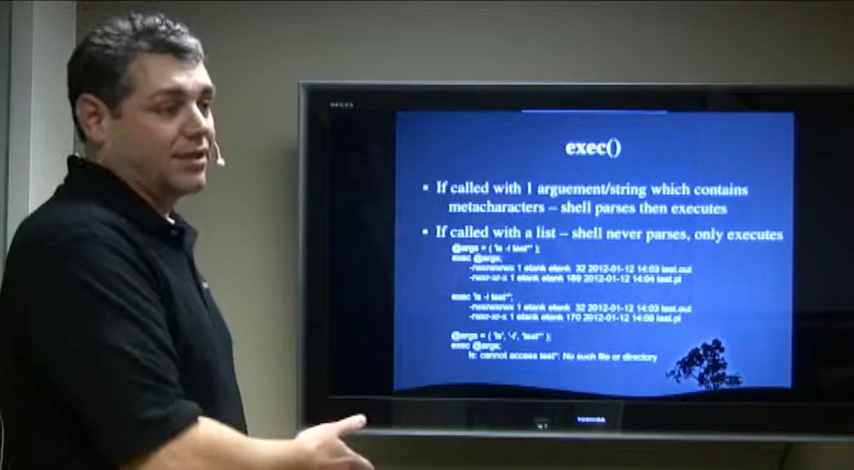 exec()
If called with 1 arguement/string which contains
metacharacters – shell parses then executes
If called with a list – shell never parses, only executes
@args = ( 'ls -l test*' );
exec @args;
-rwxrwxrwx 1 etank etank 32 2012-01-12 14:03 test.out
-rwxr-xr-x 1 etank etank 189 2012-01-12 14:04 test.pl
exec 'ls -l test*';
-rwxrwxrwx 1 etank etank 32 2012-01-12 14:03 test.out
-rwxr-xr-x 1 etank etank 170 2012-01-12 14:06 test.pl
@args = ( 'ls', '-l', 'test*' );
exec @args;
ls: cannot access test*: No such file or directory
TOSHIBA